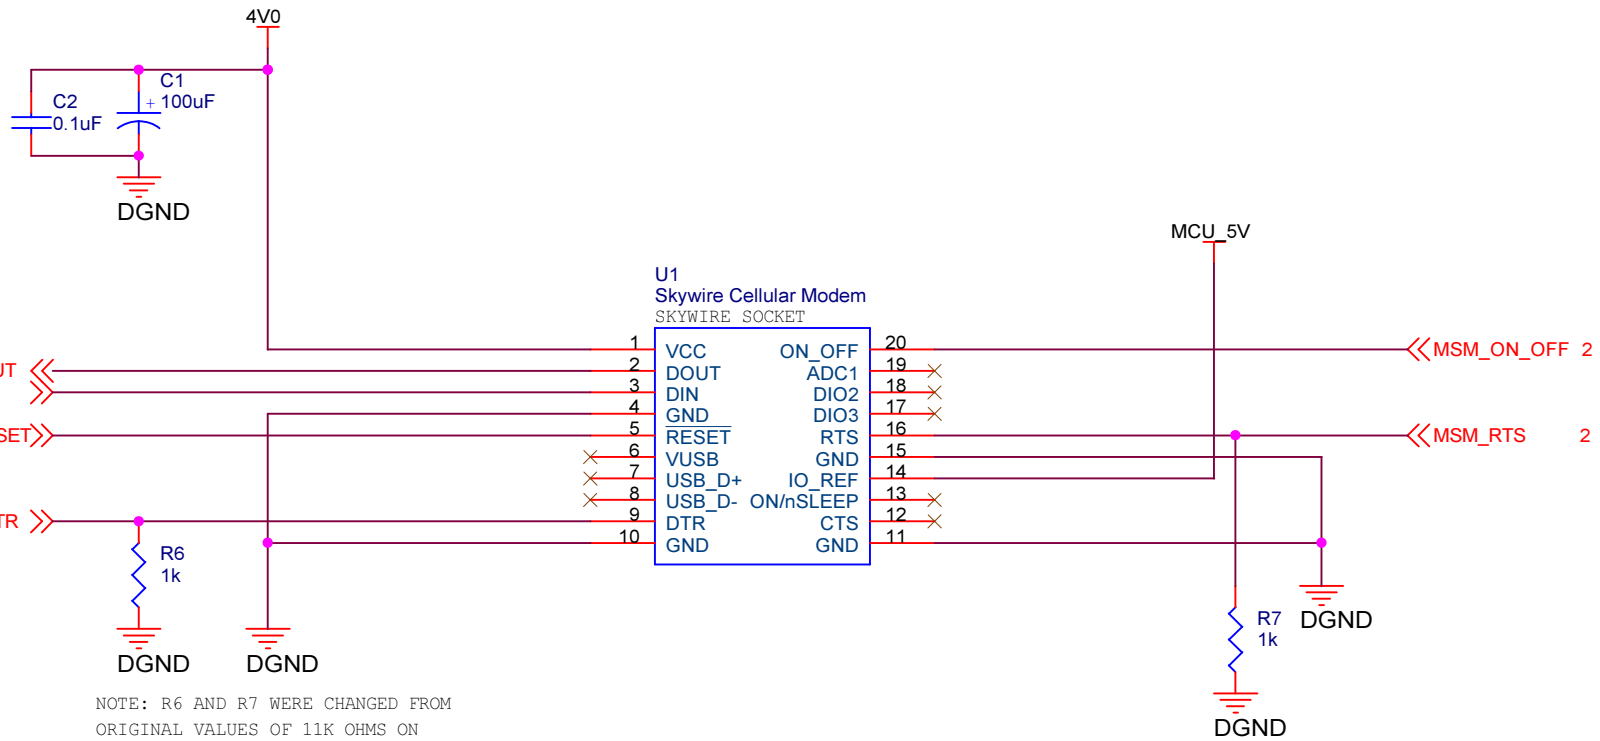 4V0
C1
+ 100uF
C2
0.1uF
DGND
MCU_5V
U1
Skywire Cellular Modem
SKYWIRE SOCKET
1 VCC ON_OFF 20 MSM_ON_OFF 2
UT 2 DOUT ADC1 19
3 DIN DIO2 18
4 GND DIO3 17
SET 5 RESET RTS 16 MSM_RTS 2
6 VUSB GND 15
7 USB_D+ IO_REF 14
8 USB_D- ON/nSLEEP 13
TR 9 DTR CTS 12
10 GND GND 11
R6
1k
DGND
DGND
DGND
R7
1k
DGND
NOTE: R6 AND R7 WERE CHANGED FROM
ORIGINAL VALUES OF 11K OHMS ON